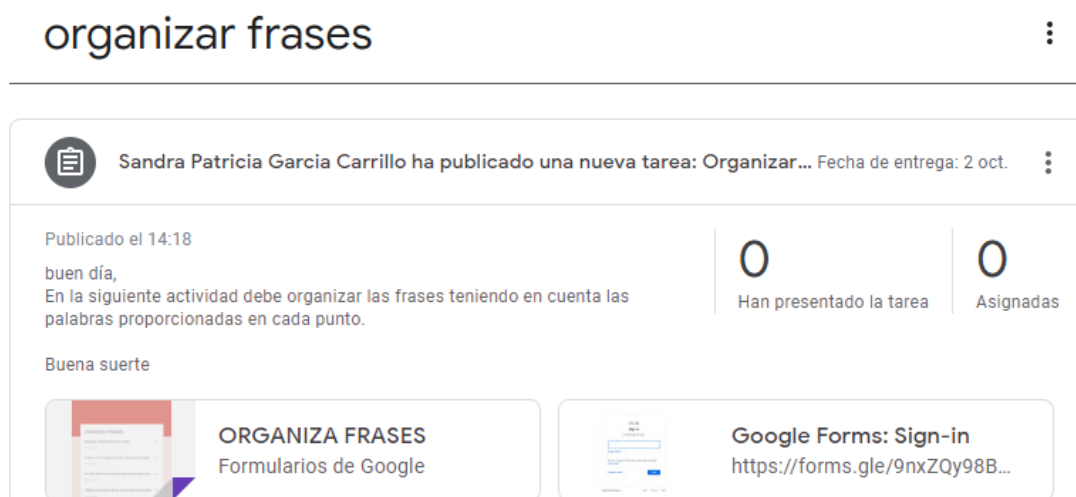 organizar frases
Sandra Patricia Garcia Carrillo ha publicado una nueva tarea: Organizar... Fecha de entrega: 2 oct.
Publicado el 14:18
buen día,
En la siguiente actividad debe organizar las frases teniendo en cuenta las
palabras proporcionadas en cada punto.
Buena suerte
0
Han presentado la tarea
0
Asignadas
ORGANIZA FRASES
Formularios de Google
Google Forms: Sign-in
https://forms.gle/9nxZQy98B...